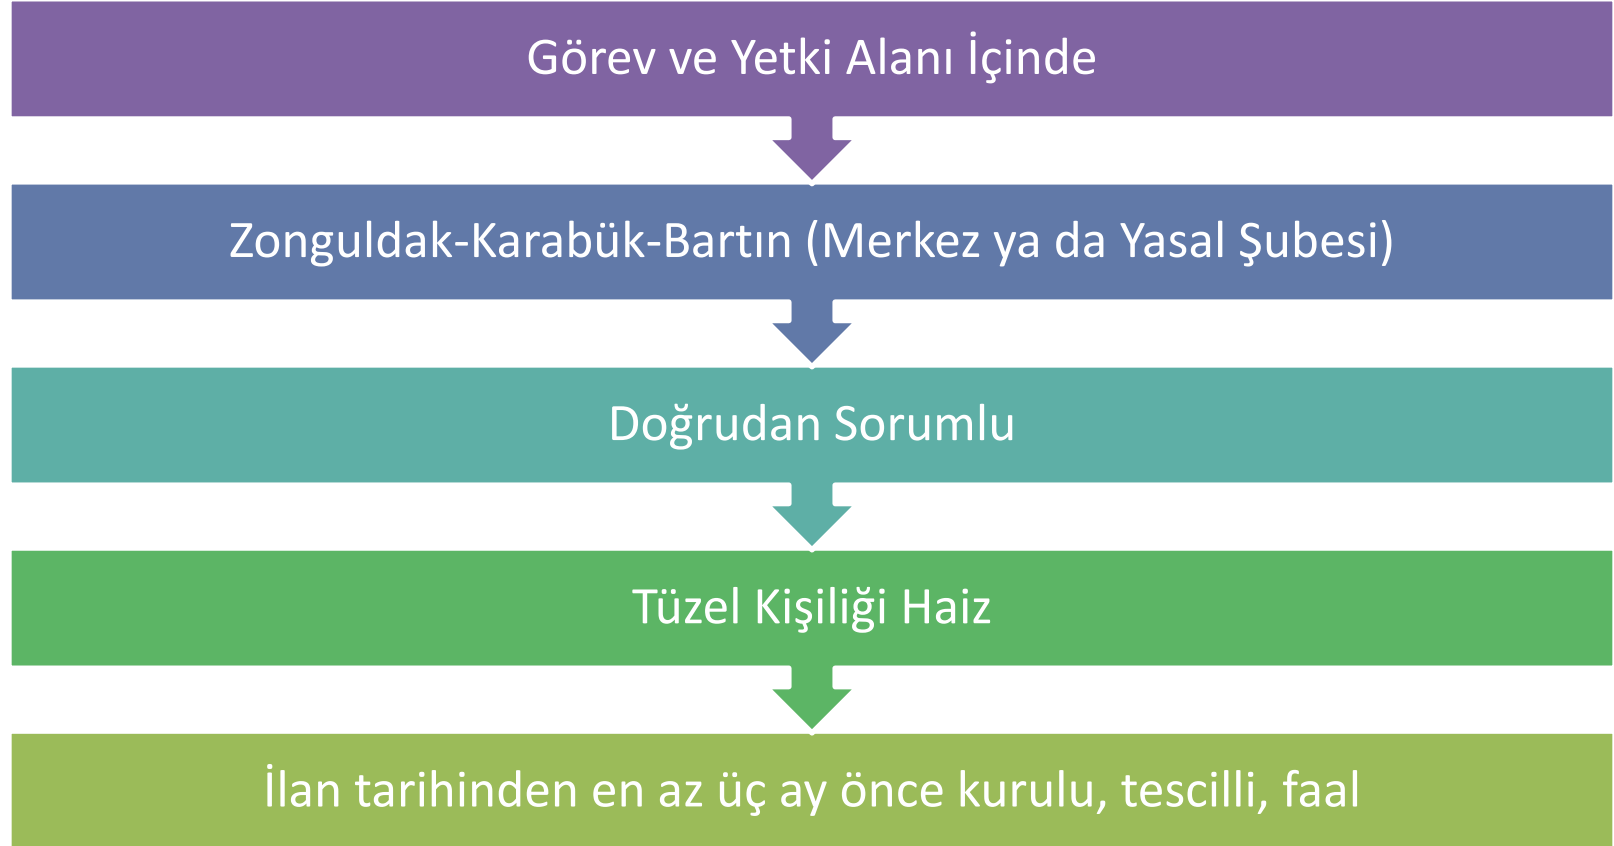 Görev ve Yetki Alanı İçinde
Zonguldak-Karabük-Bartın (Merkez ya da Yasal Şubesi)
Doğrudan Sorumlu
Tüzel Kişiliği Haiz
İlan tarihinden en az üç ay önce kurulu, tescilli, faal